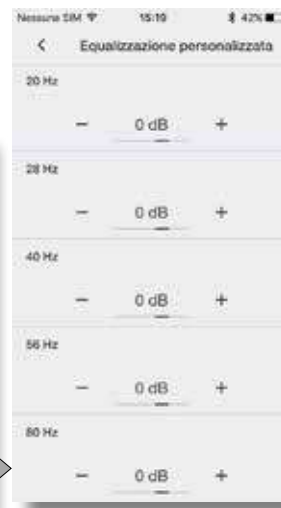 Nessuna SIM 15:19 42%
Equalizzazione personalizzata
20 Hz
− 0 dB +
28 Hz
− 0 dB +
40 Hz
− 0 dB +
56 Hz
− 0 dB +
80 Hz
− 0 dB +